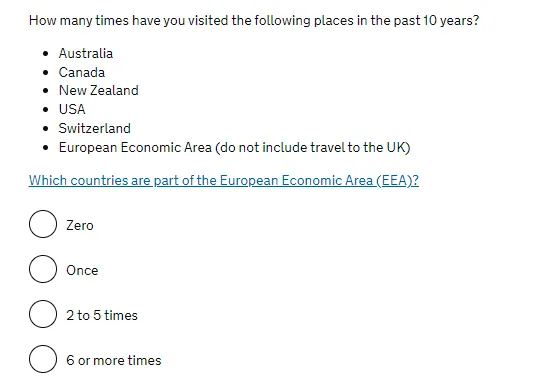 How many times have you visited the following places in the past 10 years?
• Australia
• Canada
• New Zealand
• USA
• Switzerland
• European Economic Area (do not include travel to the UK)
Which countries are part of the European Economic Area (EEA)?
Zero
Once
2 to 5 times
6 or more times